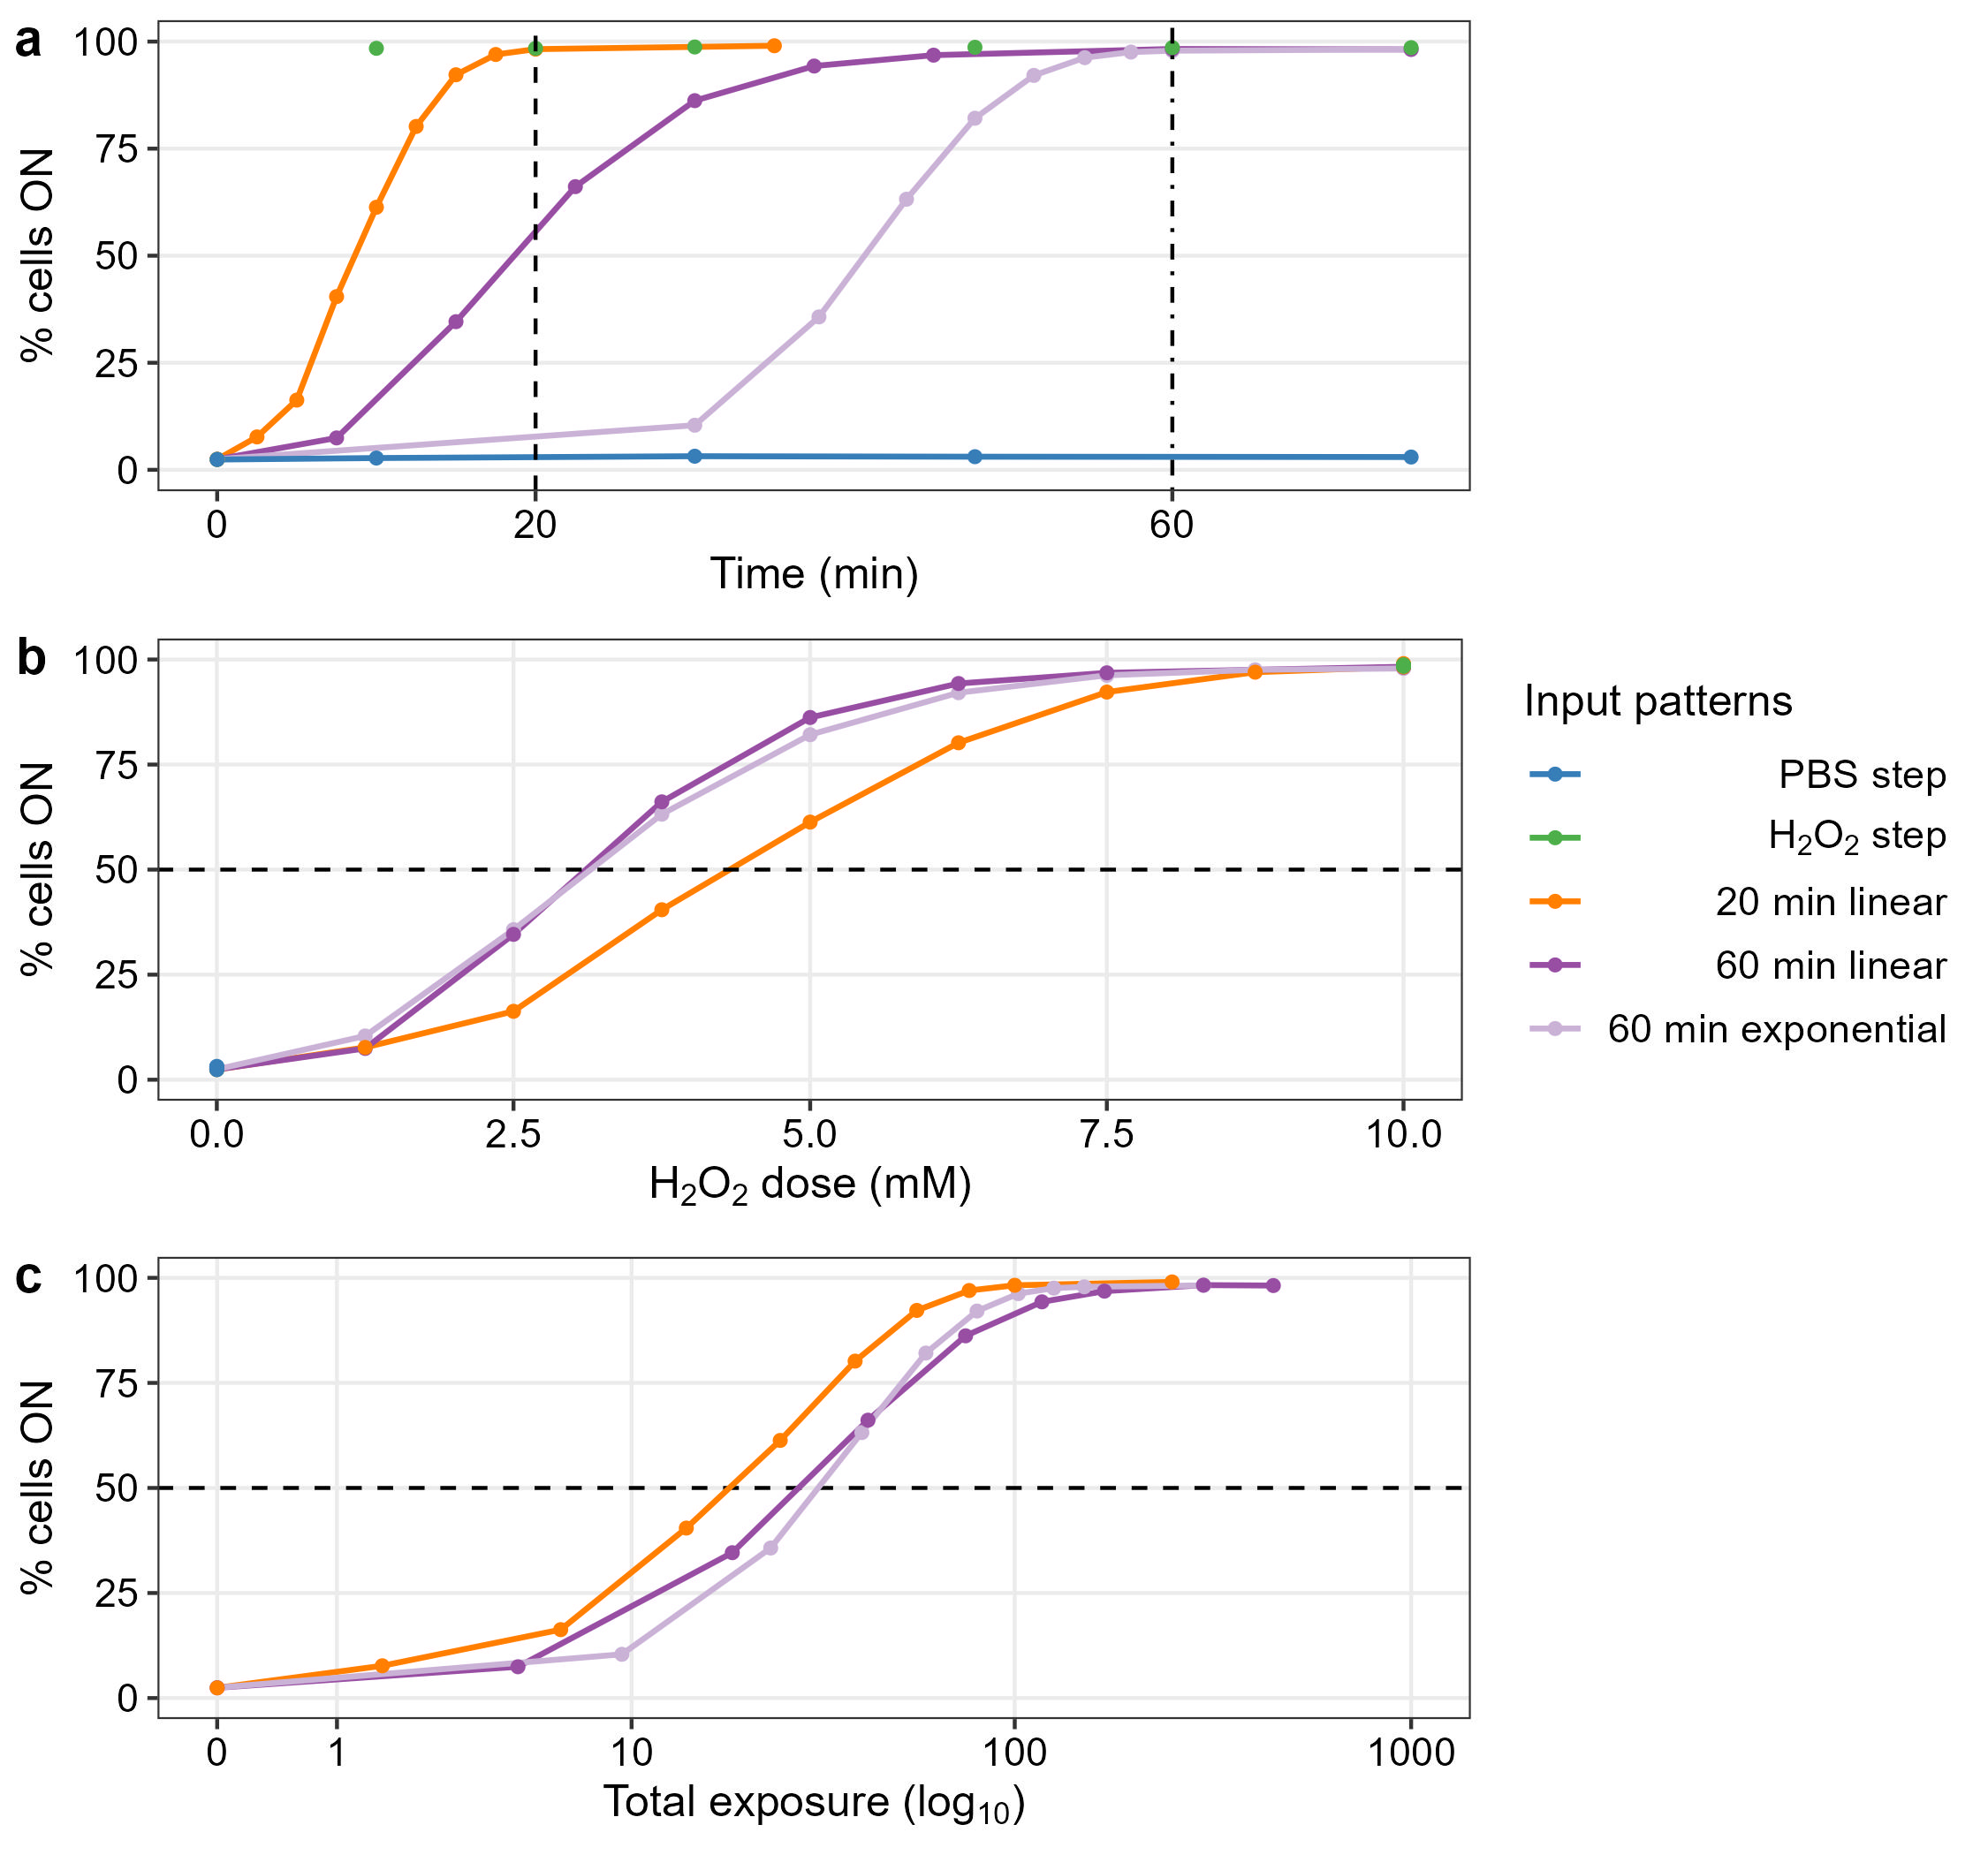 a
100
75
50
25
0
% cells ON
0 20 60
Time (min)
b
100
75
50
25
0
% cells ON
0.0 2.5 5.0 7.5 10.0
H₂O₂ dose (mM)
Input patterns
PBS step
H₂O₂ step
20 min linear
60 min linear
60 min exponential
c
100
75
50
25
0
% cells ON
0 1 10 100 1000
Total exposure (log₁₀)